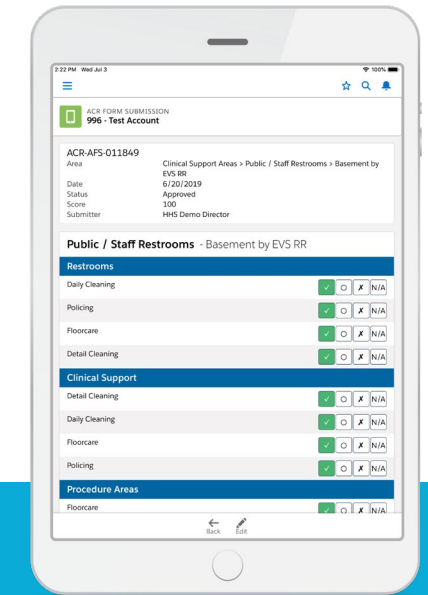 2:22 PM Wed Jul 3
100%
ACR FORM SUBMISSION
996 - Test Account
ACR-AFS-011849
Area Clinical Support Areas > Public / Staff Restrooms > Basement by
EVS RR
Date 6/20/2019
Status Approved
Score 100
Submitter HHS Demo Director
Public / Staff Restrooms - Basement by EVS RR
Restrooms
Daily Cleaning ✓ O X N/A
Policing ✓ O X N/A
Floorcare ✓ O X N/A
Detail Cleaning ✓ O X N/A
Clinical Support
Detail Cleaning ✓ O X N/A
Daily Cleaning ✓ O X N/A
Floorcare ✓ O X N/A
Policing ✓ O X N/A
Procedure Areas
Floorcare ✓ O X N/A
Back Edit